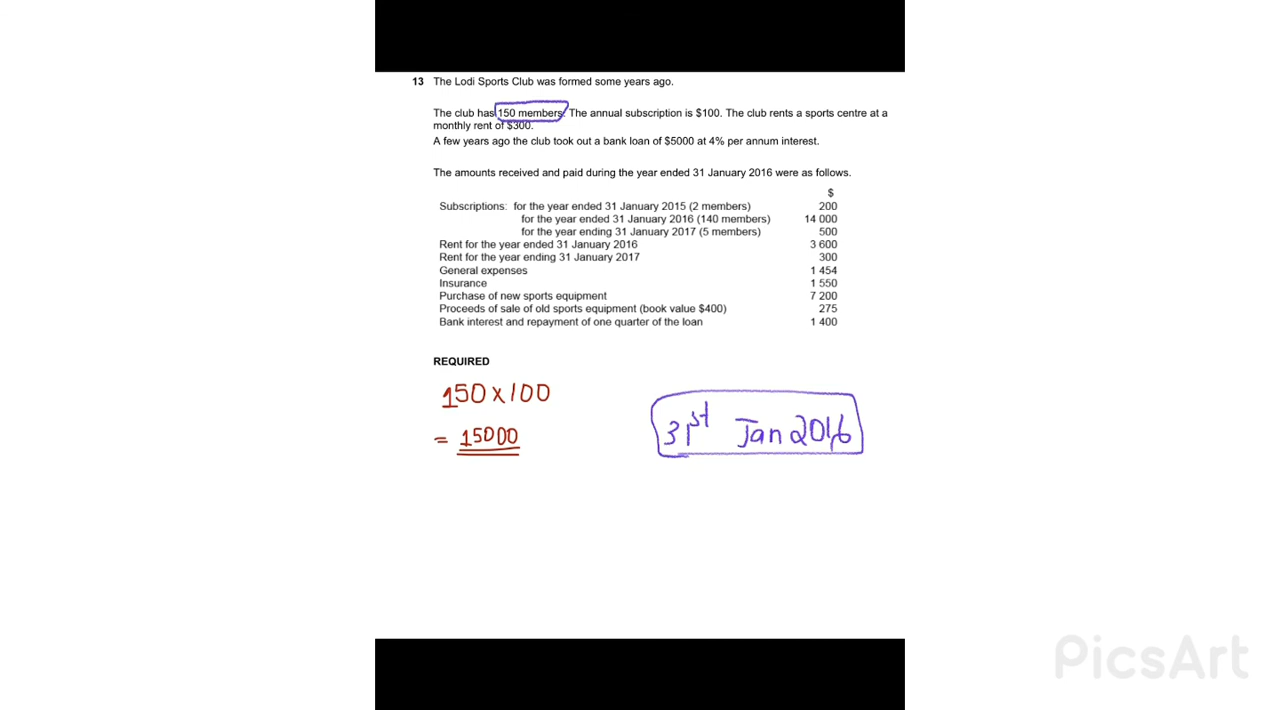 13 The Lodi Sports Club was formed some years ago.
The club has 150 members. The annual subscription is $100. The club rents a sports centre at a
monthly rent of $300.
A few years ago the club took out a bank loan of $5000 at 4% per annum interest.
The amounts received and paid during the year ended 31 January 2016 were as follows.
$
Subscriptions: for the year ended 31 January 2015 (2 members) 200
for the year ended 31 January 2016 (140 members) 14 000
for the year ending 31 January 2017 (5 members) 500
Rent for the year ended 31 January 2016 3 600
Rent for the year ending 31 January 2017 300
General expenses 1 454
Insurance 1 550
Purchase of new sports equipment 7 200
Proceeds of sale of old sports equipment (book value $400) 275
Bank interest and repayment of one quarter of the loan 1 400
REQUIRED
150 x 100
= 15000
31st Jan 2016
PicsArt